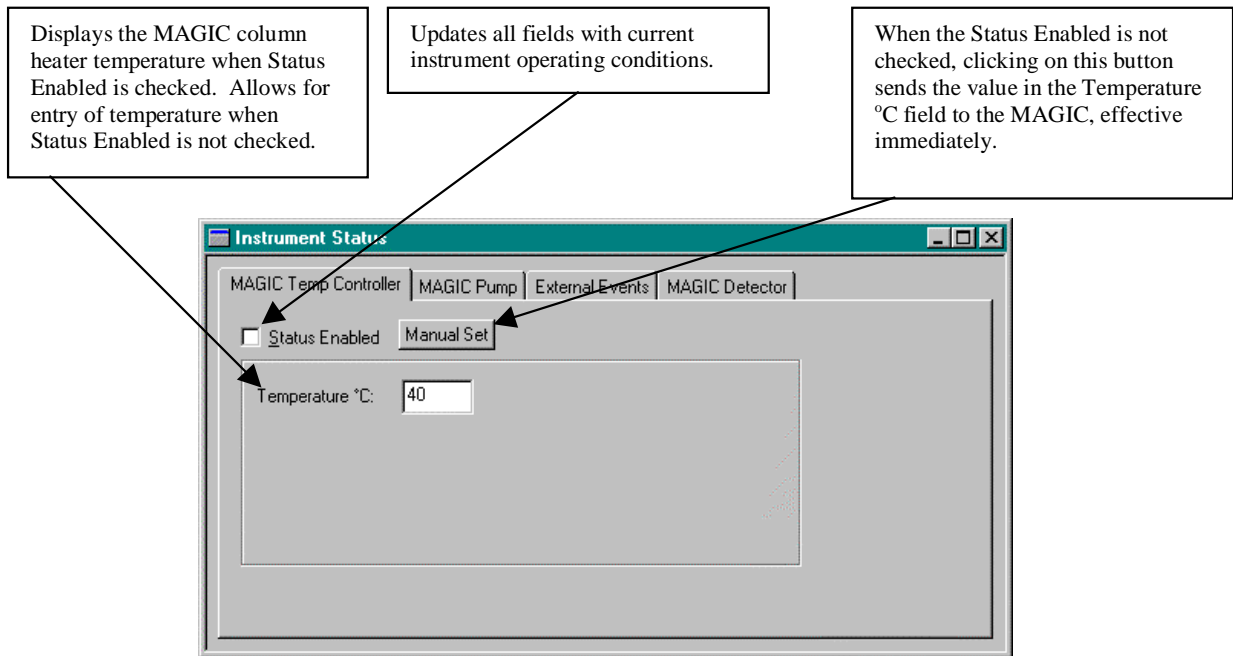 Displays the MAGIC column
heater temperature when Status
Enabled is checked.  Allows for
entry of temperature when
Status Enabled is not checked.
Updates all fields with current
instrument operating conditions.
When the Status Enabled is not
checked, clicking on this button
sends the value in the Temperature
°C field to the MAGIC, effective
immediately.
Instrument Status
MAGIC Temp Controller MAGIC Pump External Events MAGIC Detector
Status Enabled Manual Set
Temperature °C: 40